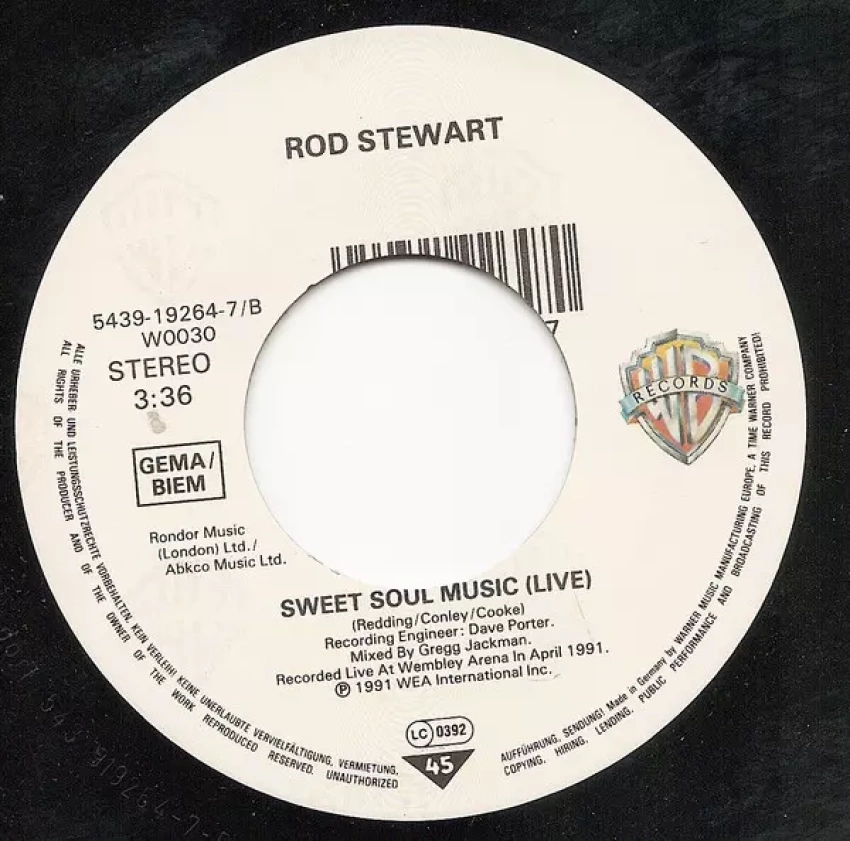 ROD STEWART
7
5439-19264-7/B
W0030
STEREO
3:36
GEMA/
BIEM
WB
RECORDS
Rondor Music
(London) Ltd./
Abkco Music Ltd.
SWEET SOUL MUSIC (LIVE)
(Redding/Conley/Cooke)
Recording Engineer: Dave Porter.
Mixed By Gregg Jackman.
Recorded Live At Wembley Arena In April 1991.
℗ 1991 WEA International Inc.
LC 0392
45
ALLE URHEBER UND LEISTUNGSSCHUTZRECHTE VORBEHALTEN, KEIN VERLEIH! KEINE UNERLAUBTE VERVIELFÄLTIGUNG, VERMIETUNG, AUFFÜHRUNG, SENDUNG! Made in Germany by WARNER MUSIC MANUFACTURING EUROPE, A TIME WARNER COMPANY
ALL RIGHTS OF THE PRODUCER AND OF THE OWNER OF THE WORK REPRODUCED RESERVED. UNAUTHORIZED COPYING, HIRING, LENDING, PUBLIC PERFORMANCE AND BROADCASTING OF THIS RECORD PROHIBITED!